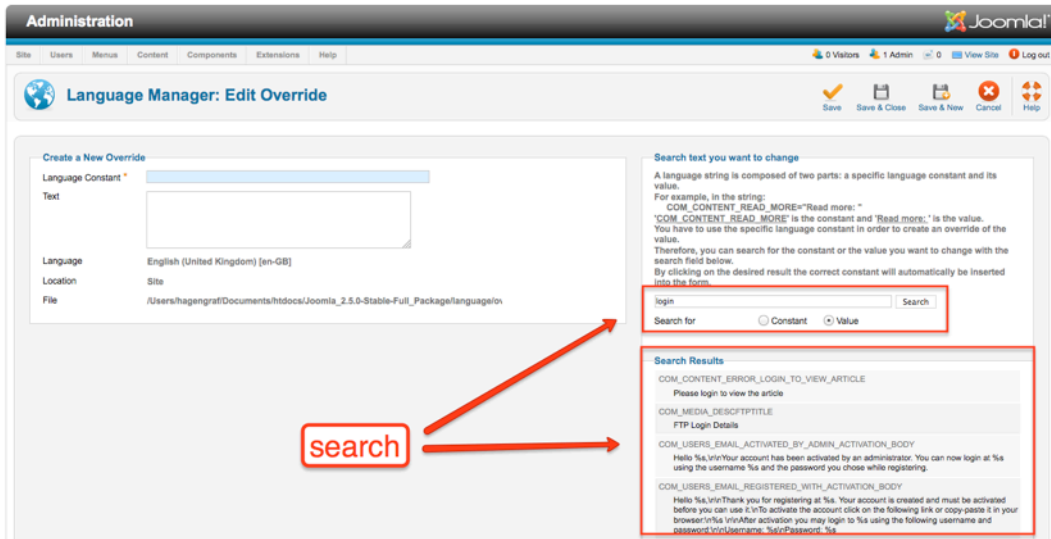 Administration
Joomla!
Site Users Menus Content Components Extensions Help
0 Visitors 1 Admin 0 View Site Log out
Language Manager: Edit Override
Save Save & Close Save & New Cancel Help
Create a New Override
Language Constant *
Text
Language English (United Kingdom) [en-GB]
Location Site
File /Users/hagengraf/Documents/htdocs/Joomla_2.5.0-Stable-Full_Package/language/ov
Search text you want to change
A language string is composed of two parts: a specific language constant and its
value.
For example, in the string:
COM_CONTENT_READ_MORE="Read more: "
'COM_CONTENT_READ_MORE' is the constant and 'Read more: ' is the value.
You have to use the specific language constant in order to create an override of the
value.
Therefore, you can search for the constant or the value you want to change with the
search field below.
By clicking on the desired result the correct constant will automatically be inserted
into the form.
login Search
Search for Constant Value
Search Results
COM_CONTENT_ERROR_LOGIN_TO_VIEW_ARTICLE
Please login to view the article
COM_MEDIA_DESCFTPTITLE
FTP Login Details
COM_USERS_EMAIL_ACTIVATED_BY_ADMIN_ACTIVATION_BODY
Hello %s,\r\nYour account has been activated by an administrator. You can now login at %s
using the username %s and the password you chose while registering.
COM_USERS_EMAIL_REGISTERED_WITH_ACTIVATION_BODY
Hello %s,\r\nThank you for registering at %s. Your account is created and must be activated
before you can use it.\nTo activate the account click on the following link or copy-paste it in your
browser:\n%s \r\nAfter activation you may login to %s using the following username and
password:\r\nUsername: %s\nPassword: %s
search